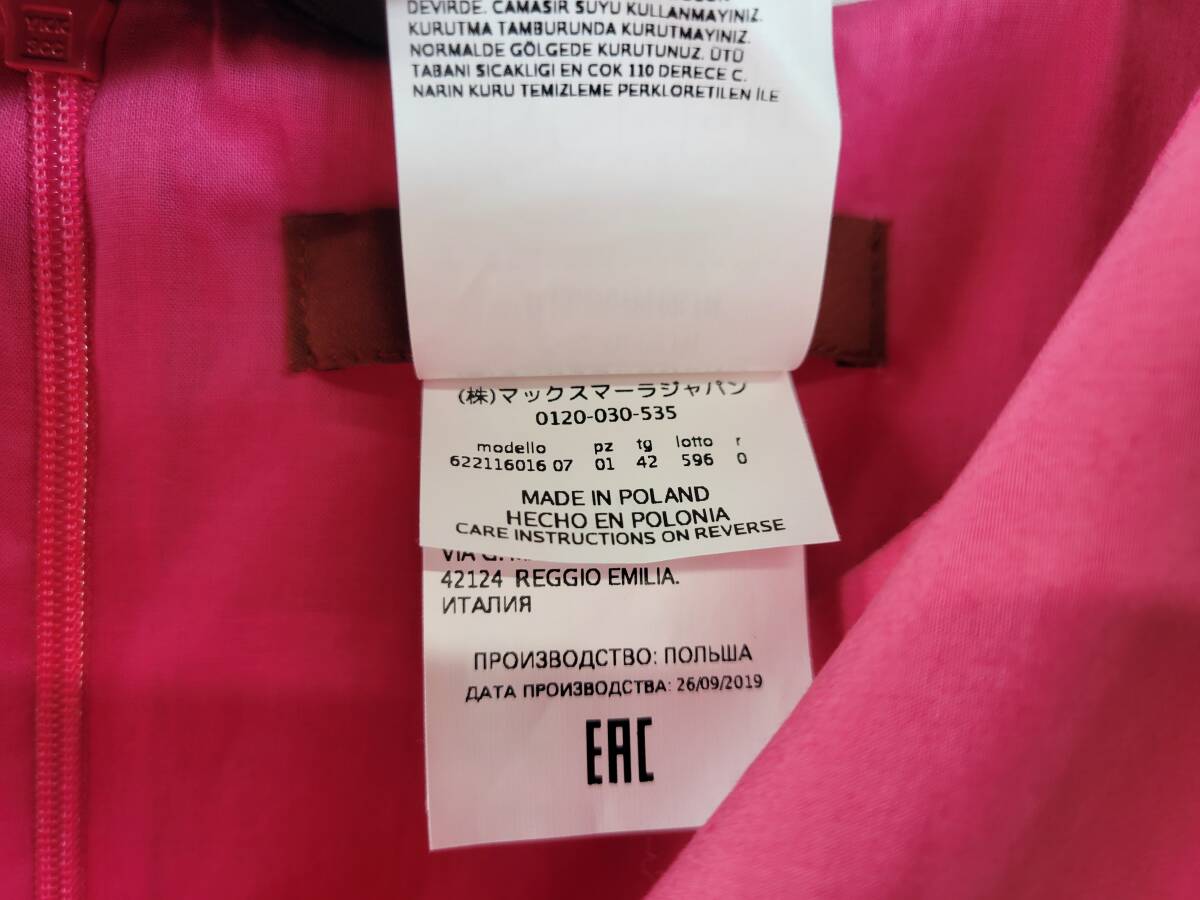 YKK
DEVIRDE. CAMASIR SUYU KULLANMAYINIZ.
KURUTMA TAMBURUNDA KURUTMAYINIZ.
NORMALDE GÖLGEDE KURUTUNUZ. ÜTÜ
TABANI SICAKLIGI EN COK 110 DERECE C.
NARIN KURU TEMIZLEME PERKLORETILEN ILE
(株)マックスマーラジャパン
0120-030-535
modello pz tg lotto r
622116016 07 01 42 596 0
MADE IN POLAND
HECHO EN POLONIA
CARE INSTRUCTIONS ON REVERSE
VIA G.
42124 REGGIO EMILIA.
ИТАЛИЯ
ПРОИЗВОДСТВО: ПОЛЬША
ДАТА ПРОИЗВОДСТВА: 26/09/2019
EAC